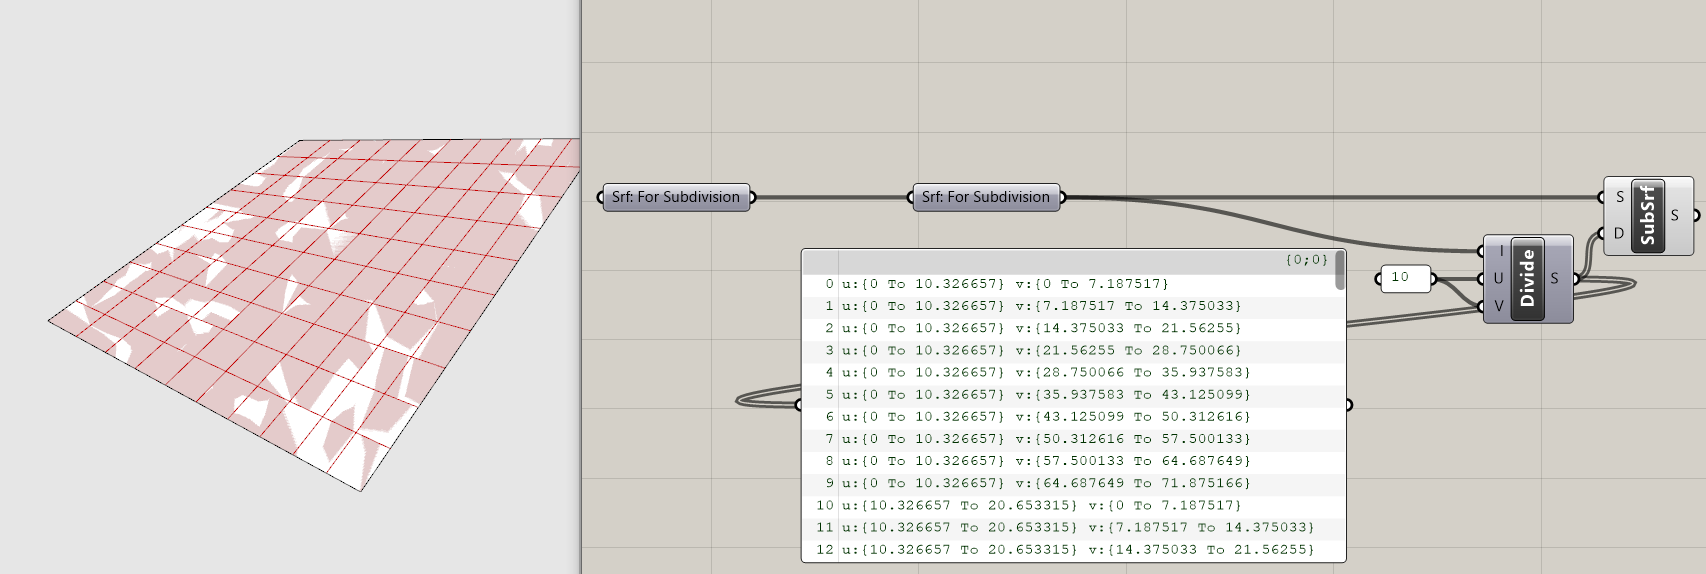 Srf: For Subdivision
Srf: For Subdivision
S
D
SubSrf
S
I
U
V
Divide
S
10
{0;0}
0 u:{0 To 10.326657} v:{0 To 7.187517}
1 u:{0 To 10.326657} v:{7.187517 To 14.375033}
2 u:{0 To 10.326657} v:{14.375033 To 21.56255}
3 u:{0 To 10.326657} v:{21.56255 To 28.750066}
4 u:{0 To 10.326657} v:{28.750066 To 35.937583}
5 u:{0 To 10.326657} v:{35.937583 To 43.125099}
6 u:{0 To 10.326657} v:{43.125099 To 50.312616}
7 u:{0 To 10.326657} v:{50.312616 To 57.500133}
8 u:{0 To 10.326657} v:{57.500133 To 64.687649}
9 u:{0 To 10.326657} v:{64.687649 To 71.875166}
10 u:{10.326657 To 20.653315} v:{0 To 7.187517}
11 u:{10.326657 To 20.653315} v:{7.187517 To 14.375033}
12 u:{10.326657 To 20.653315} v:{14.375033 To 21.56255}